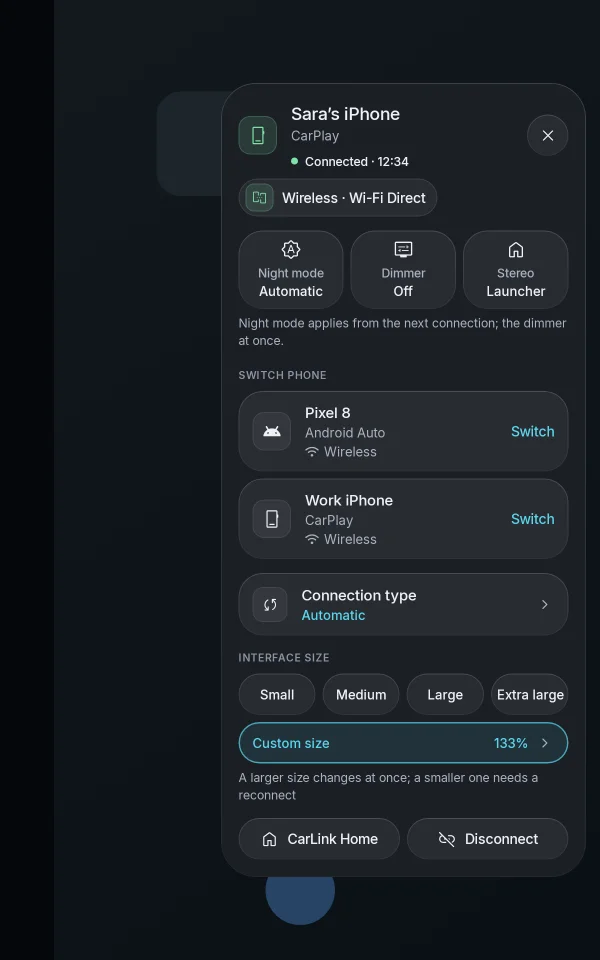 Sara’s iPhone
CarPlay
Connected · 12:34
Wireless · Wi-Fi Direct
Night mode
Automatic
Dimmer
Off
Stereo
Launcher
Night mode applies from the next connection; the dimmer
at once.
SWITCH PHONE
Pixel 8
Android Auto
Wireless
Switch
Work iPhone
CarPlay
Wireless
Switch
Connection type
Automatic
INTERFACE SIZE
Small
Medium
Large
Extra large
Custom size
133%
A larger size changes at once; a smaller one needs a
reconnect
CarLink Home
Disconnect